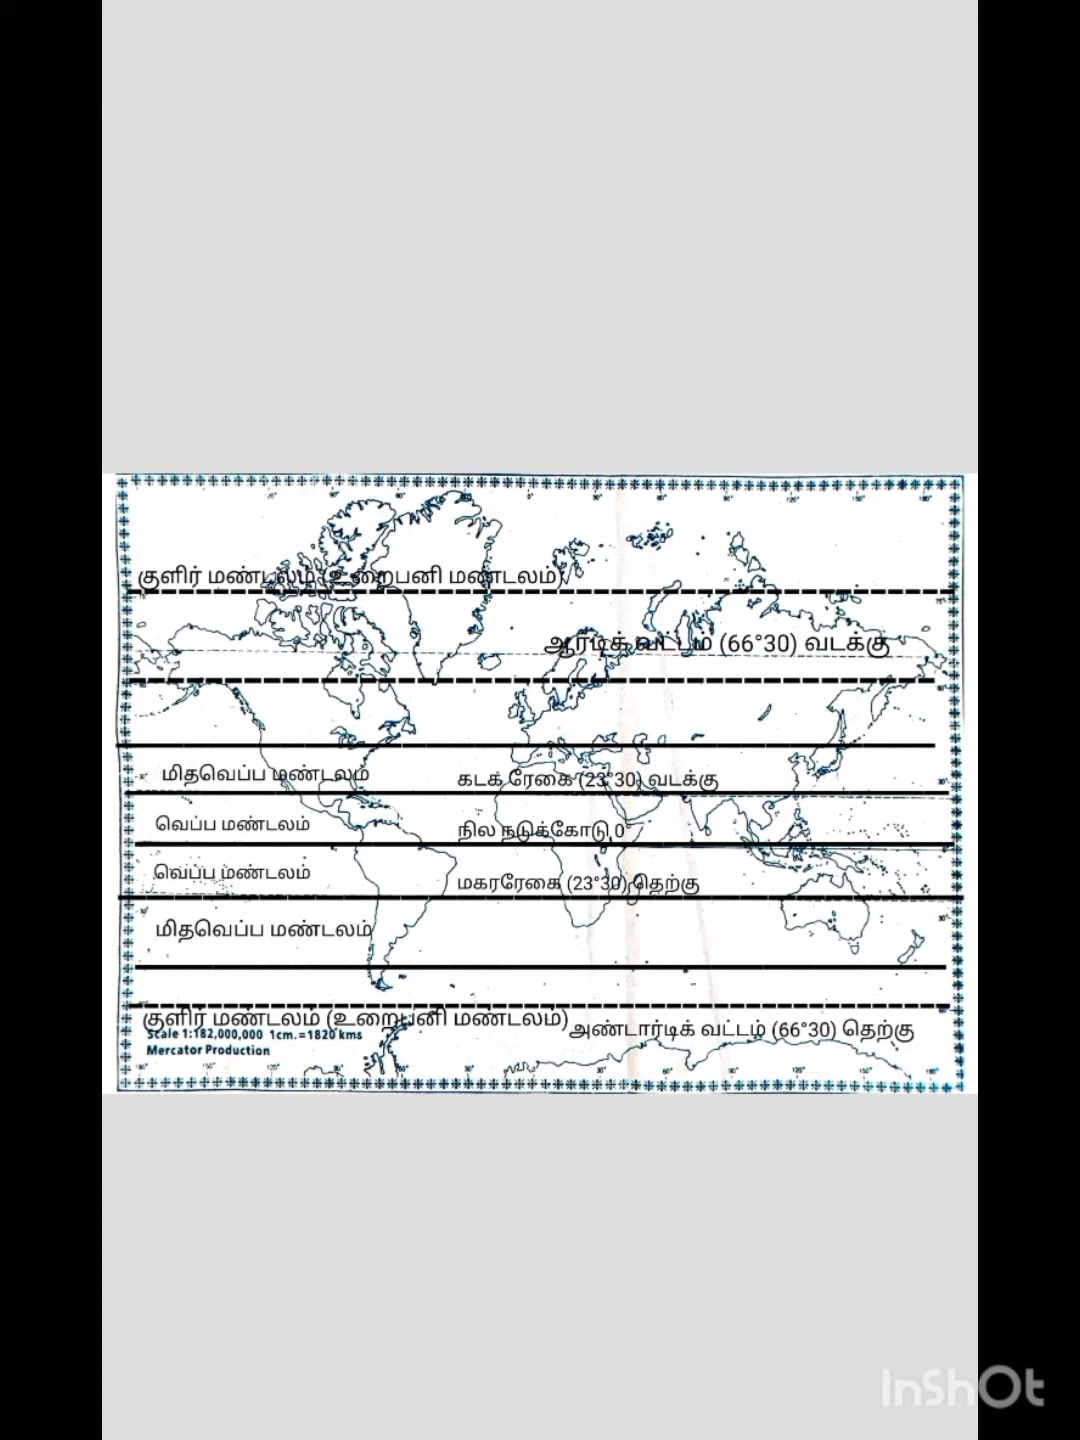 குளிர் மண்டலம் (உறைபனி மண்டலம்)
ஆர்டிக் வட்டம் (66°30) வடக்கு
மிதவெப்ப மண்டலம்
கடக ரேகை (23°30) வடக்கு
வெப்ப மண்டலம்
நில நடுக்கோடு 0°
வெப்ப மண்டலம்
மகரரேகை (23°30) தெற்கு
மிதவெப்ப மண்டலம்
குளிர் மண்டலம் (உறைபனி மண்டலம்)
அண்டார்டிக் வட்டம் (66°30) தெற்கு
Scale 1:182,000,000 1cm.=1820 kms
Mercator Production
InShOt